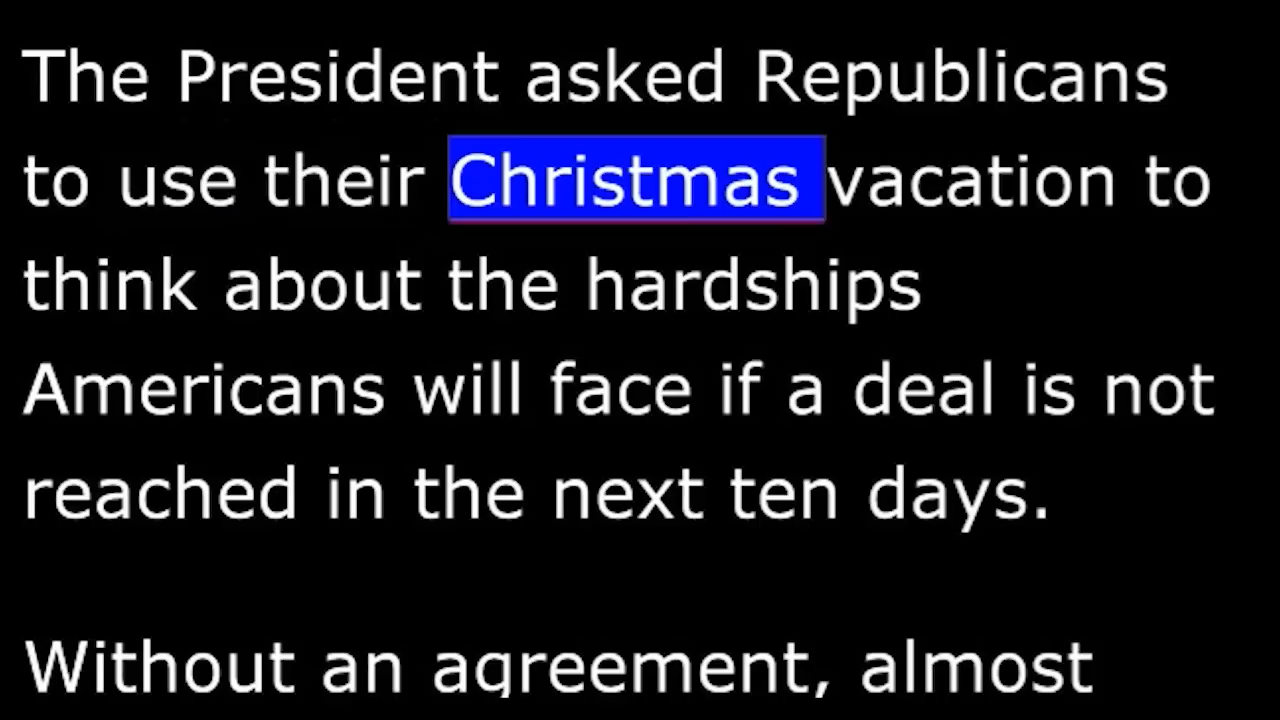 The President asked Republicans
to use their Christmas vacation to
think about the hardships
Americans will face if a deal is not
reached in the next ten days.
Without an agreement, almost